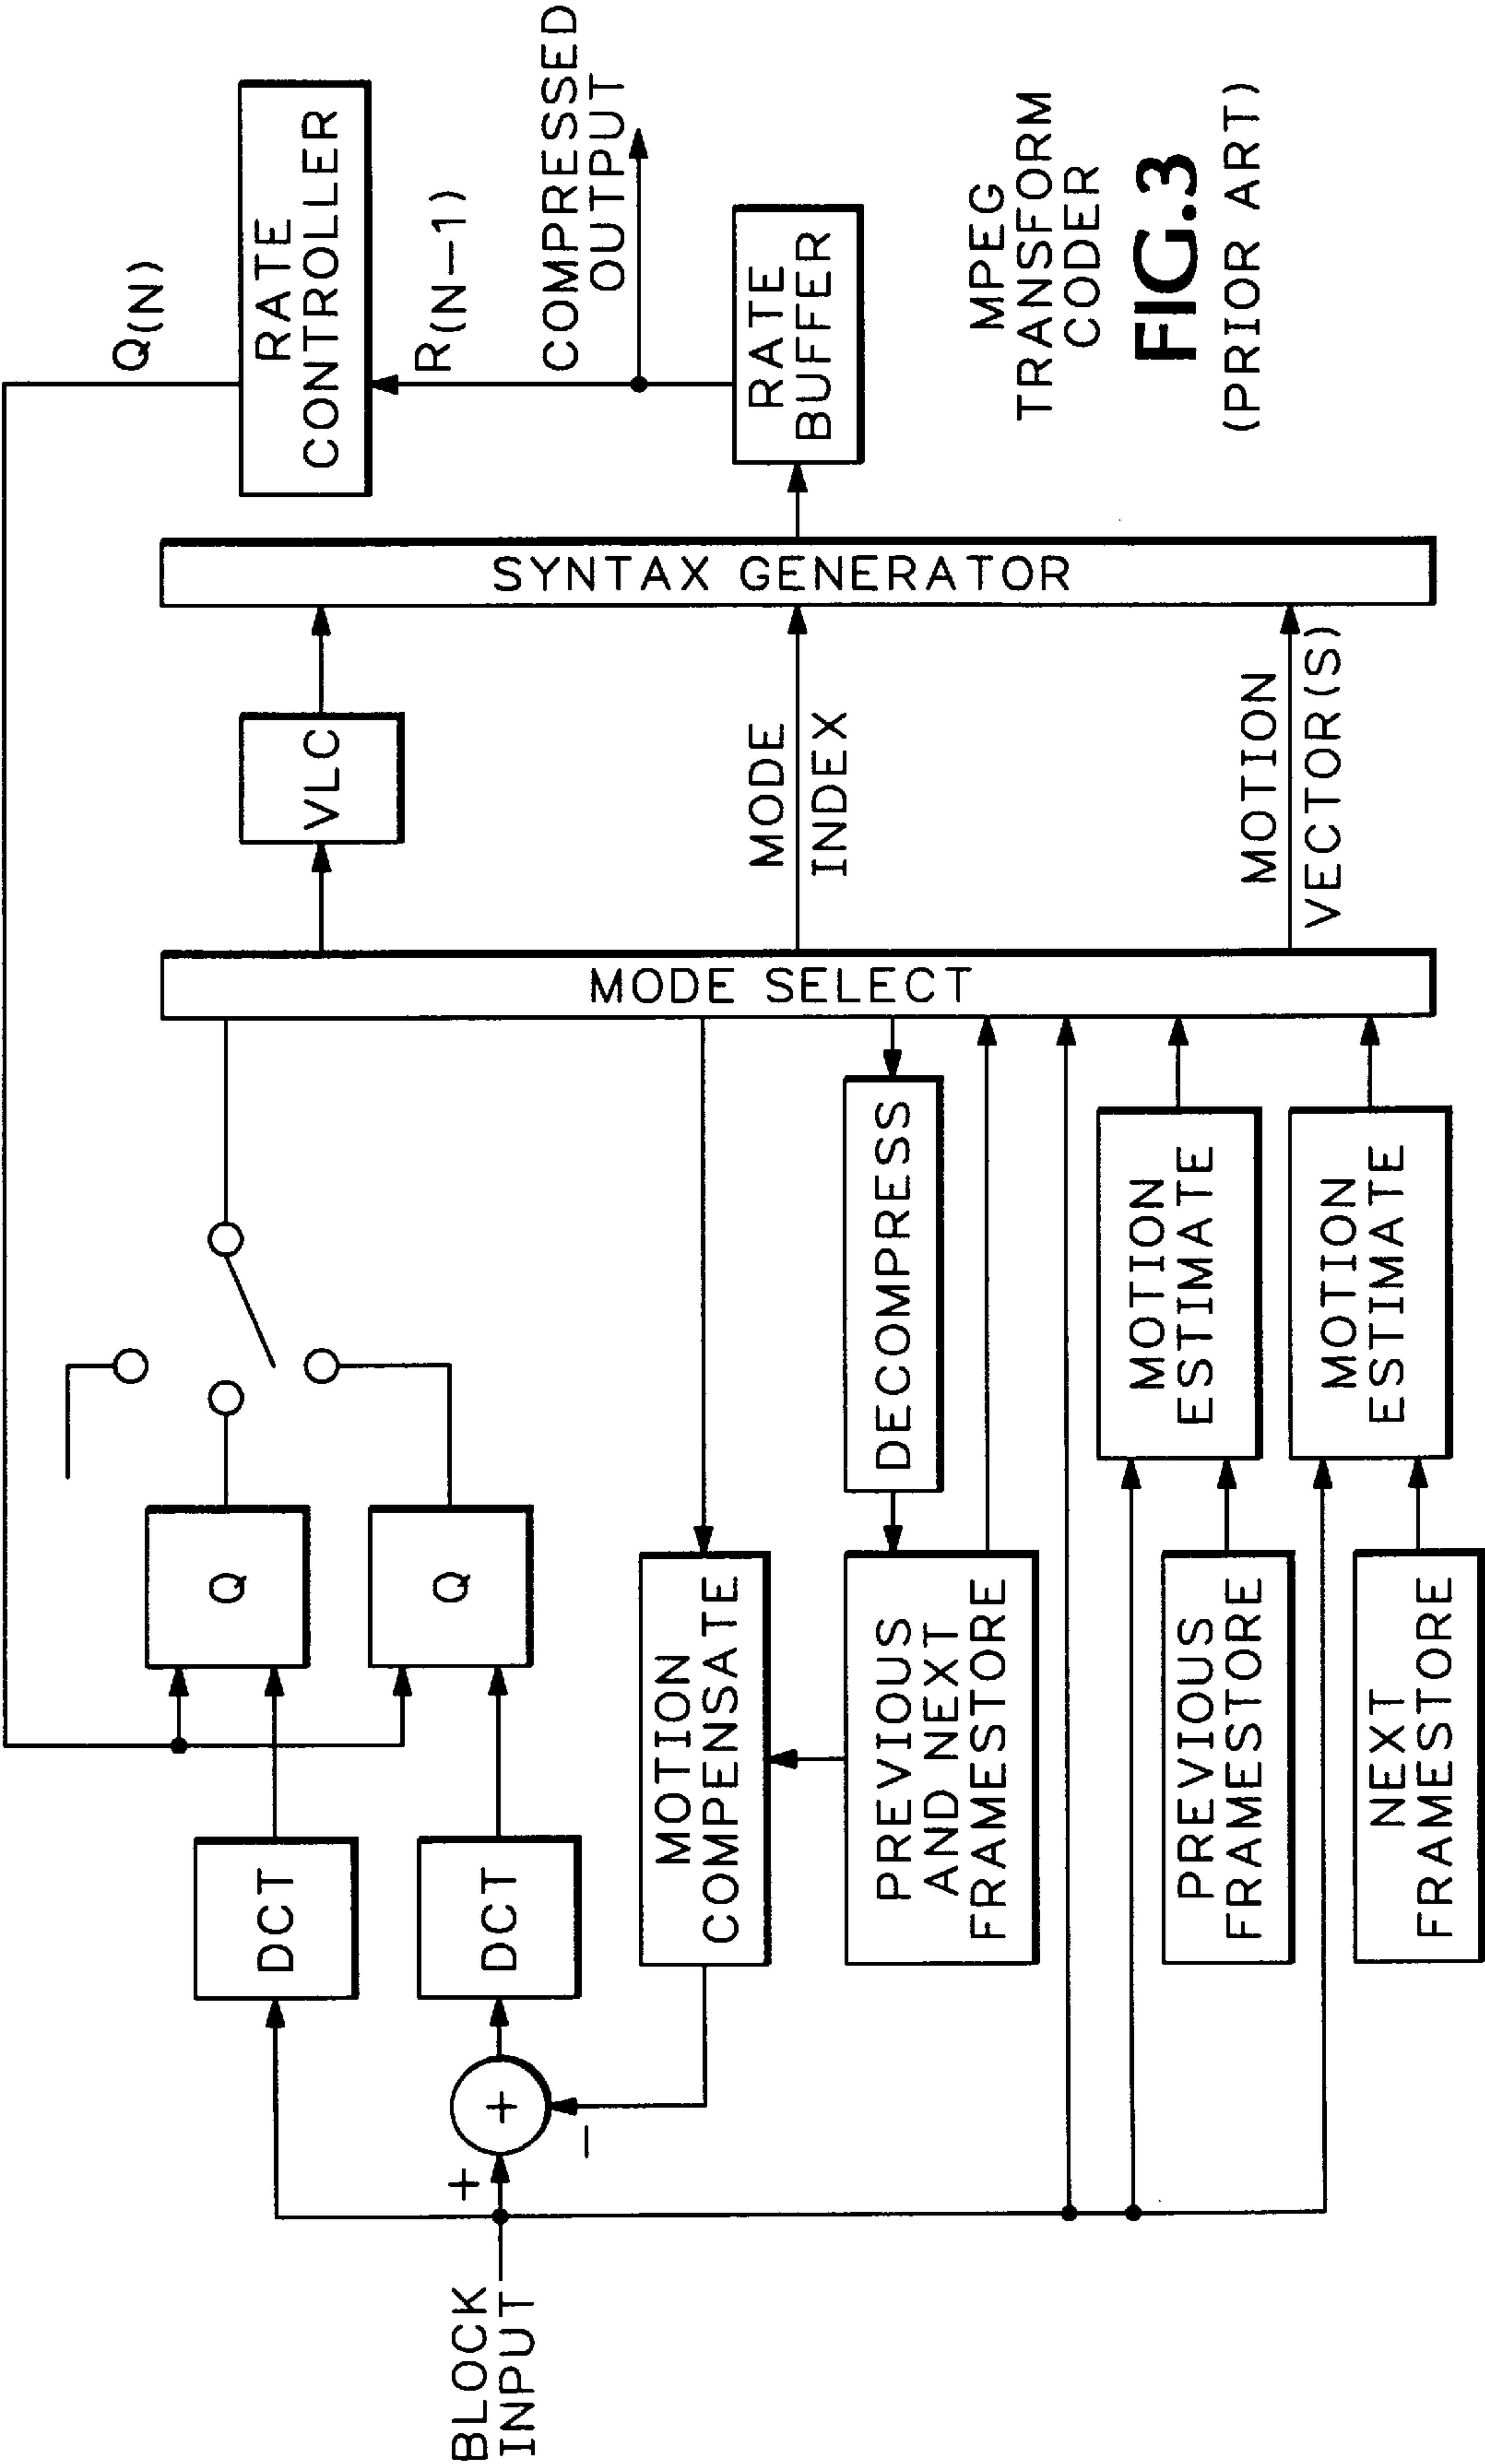 Q(N)
RATE
CONTROLLER
R(N-1)
COMPRESSED
OUTPUT
RATE
BUFFER
SYNTAX GENERATOR
VLC
MODE
INDEX
MOTION
VECTOR(S)
MODE SELECT
Q
Q
DCT
DCT
+
+
-
BLOCK
INPUT
MOTION
COMPENSATE
DECOMPRESS
PREVIOUS
AND NEXT
FRAMESTORE
MOTION
ESTIMATE
PREVIOUS
FRAMESTORE
MOTION
ESTIMATE
NEXT
FRAMESTORE
MPEG
TRANSFORM
CODER
FIG.3
(PRIOR ART)